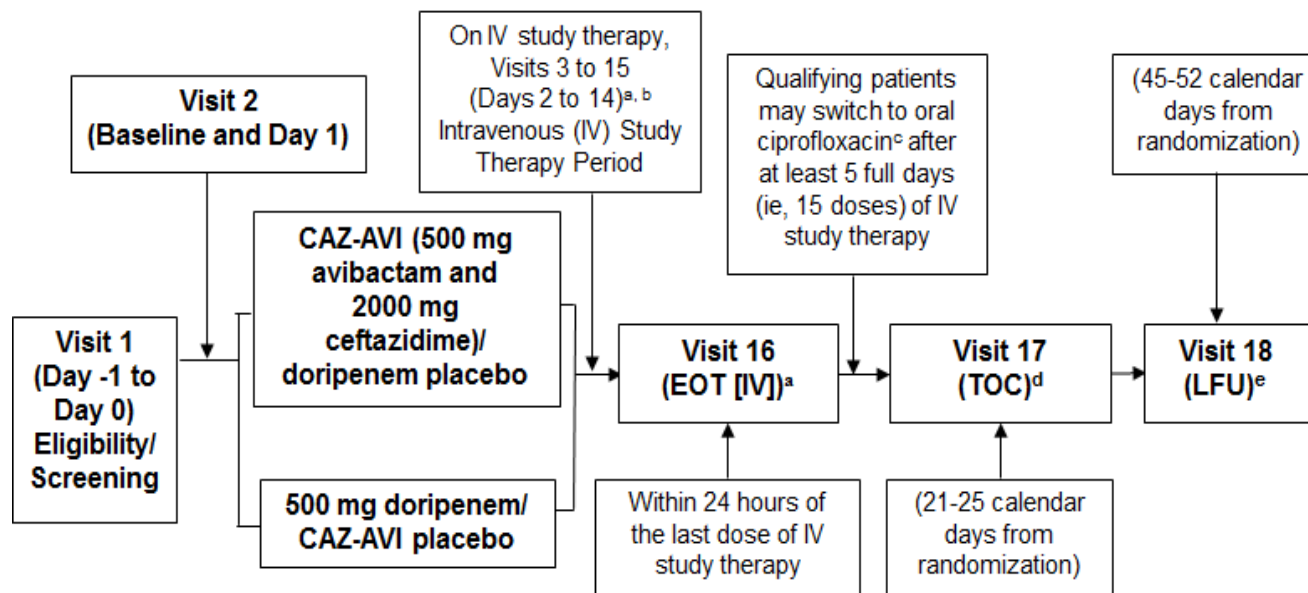 Visit 1
(Day -1 to
Day 0)
Eligibility/
Screening
Visit 2
(Baseline and Day 1)
CAZ-AVI (500 mg
avibactam and
2000 mg
ceftazidime)/
doripenem placebo
500 mg doripenem/
CAZ-AVI placebo
On IV study therapy,
Visits 3 to 15
(Days 2 to 14)ᵃ, ᵇ
Intravenous (IV) Study
Therapy Period
Visit 16
(EOT [IV])ᵃ
Within 24 hours of
the last dose of IV
study therapy
Qualifying patients
may switch to oral
ciprofloxacinᶜ after
at least 5 full days
(ie, 15 doses) of IV
study therapy
Visit 17
(TOC)ᵈ
(21-25 calendar
days from
randomization)
(45-52 calendar
days from
randomization)
Visit 18
(LFU)ᵉ